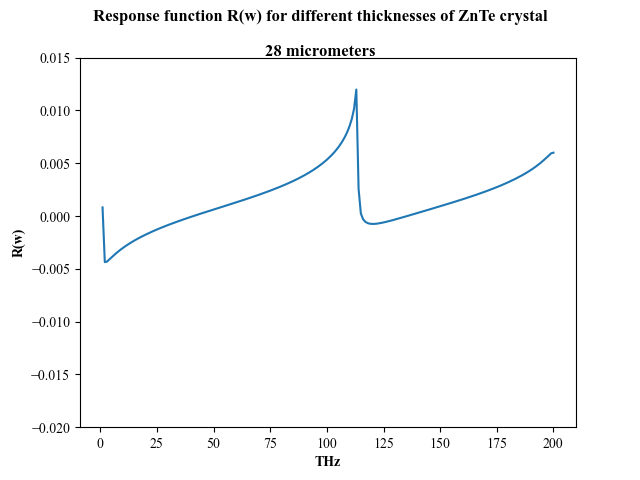 Response function R(w) for different thicknesses of ZnTe crystal
28 micrometers
0.015
0.010
0.005
0.000
−0.005
−0.010
−0.015
−0.020
R(w)
0 25 50 75 100 125 150 175 200
THz